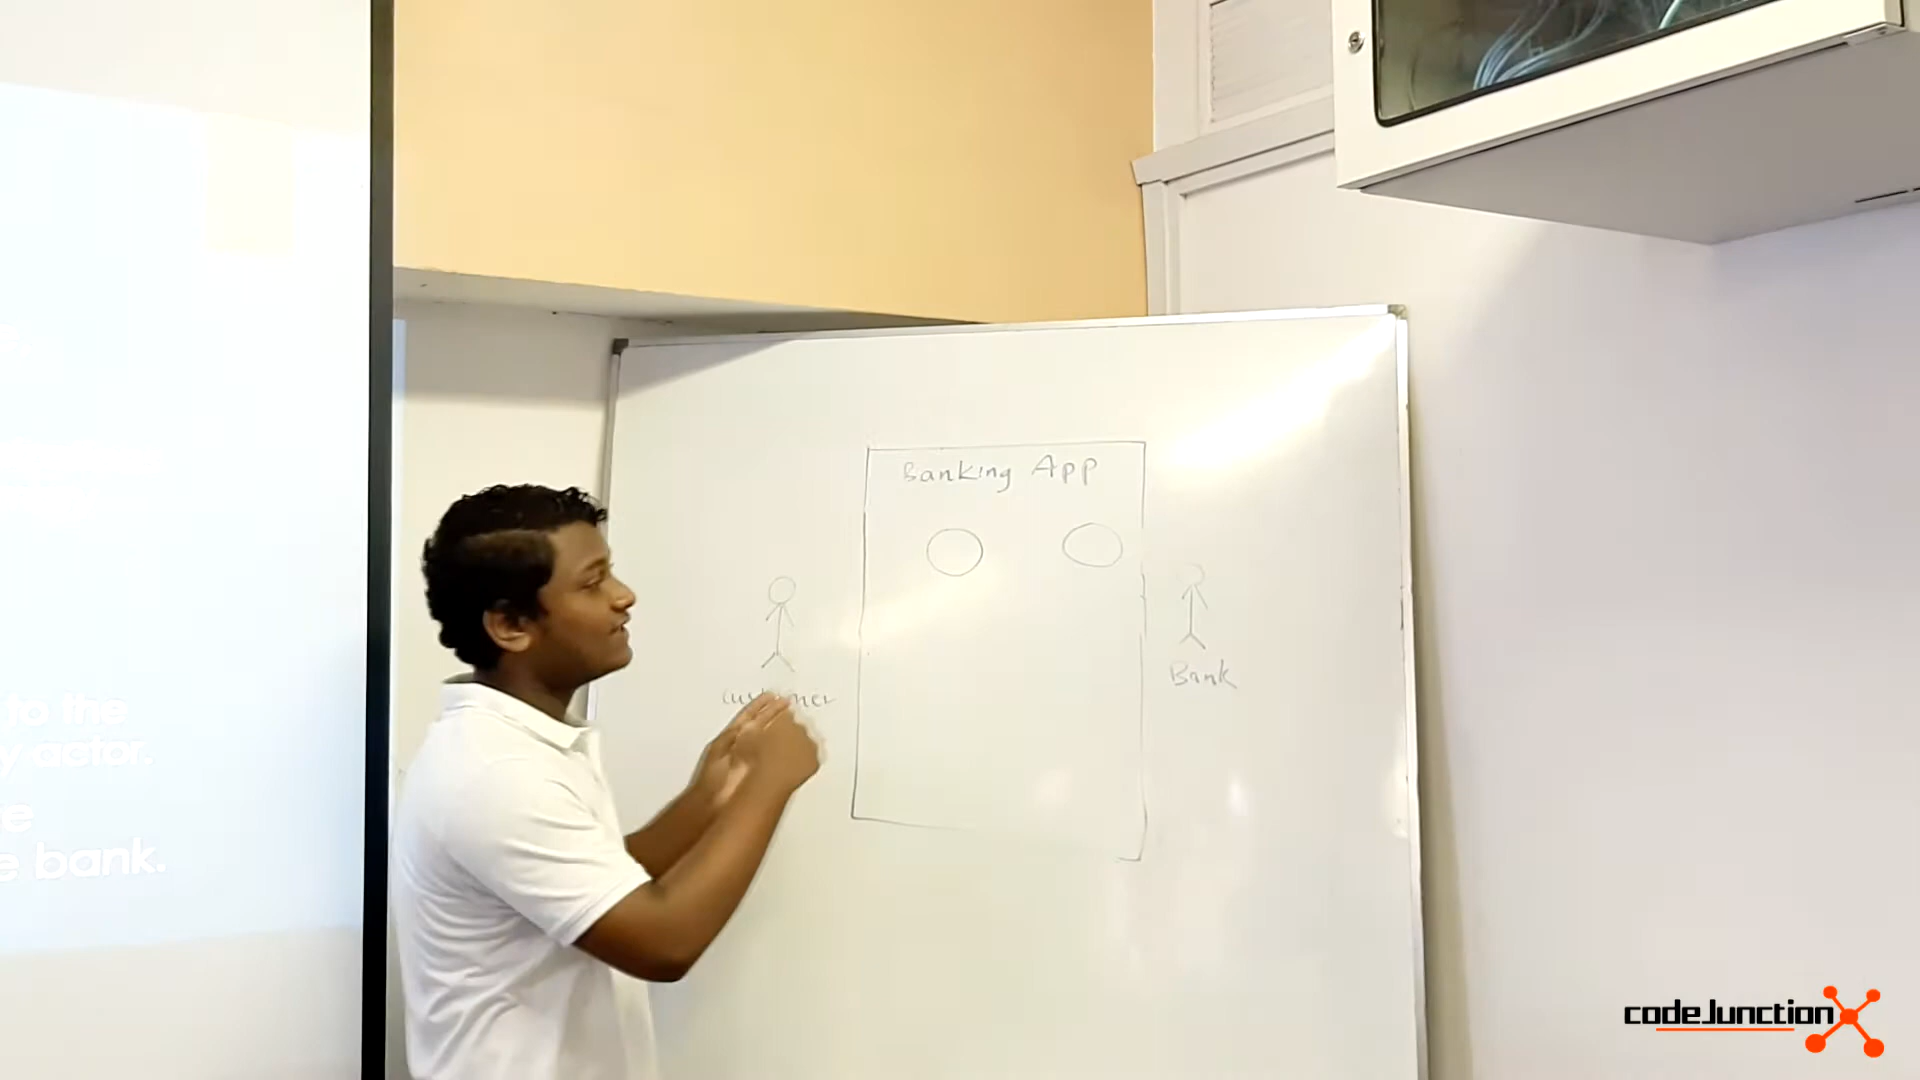 to the
y actor.
e
e bank.
Banking App
Customer
Bank
codeJunction